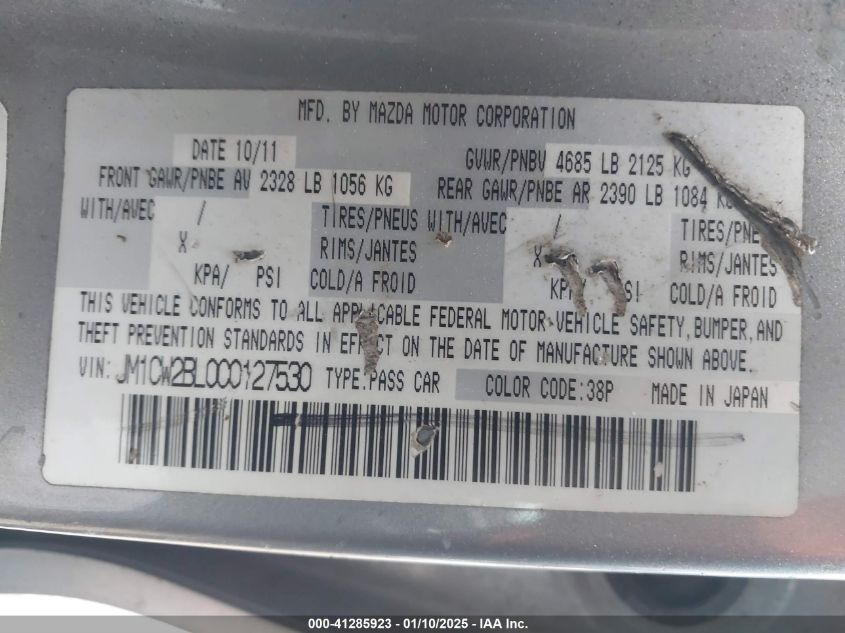 MFD. BY MAZDA MOTOR CORPORATION
DATE 10/11 GVWR/PNBV 4685 LB 2125 KG
FRONT GAWR/PNBE AV 2328 LB 1056 KG REAR GAWR/PNBE AR 2390 LB 1084 KG
WITH/AVEC / TIRES/PNEUS WITH/AVEC / TIRES/PNEUS
X RIMS/JANTES X RIMS/JANTES
KPA/ PSI COLD/A FROID KPA/ PSI COLD/A FROID
THIS VEHICLE CONFORMS TO ALL APPLICABLE FEDERAL MOTOR VEHICLE SAFETY, BUMPER, AND
THEFT PREVENTION STANDARDS IN EFFECT ON THE DATE OF MANUFACTURE SHOWN ABOVE.
VIN: JM1CW2BL0C0127530 TYPE:PASS CAR COLOR CODE:38P MADE IN JAPAN
000-41285923 - 01/10/2025 - IAA Inc.